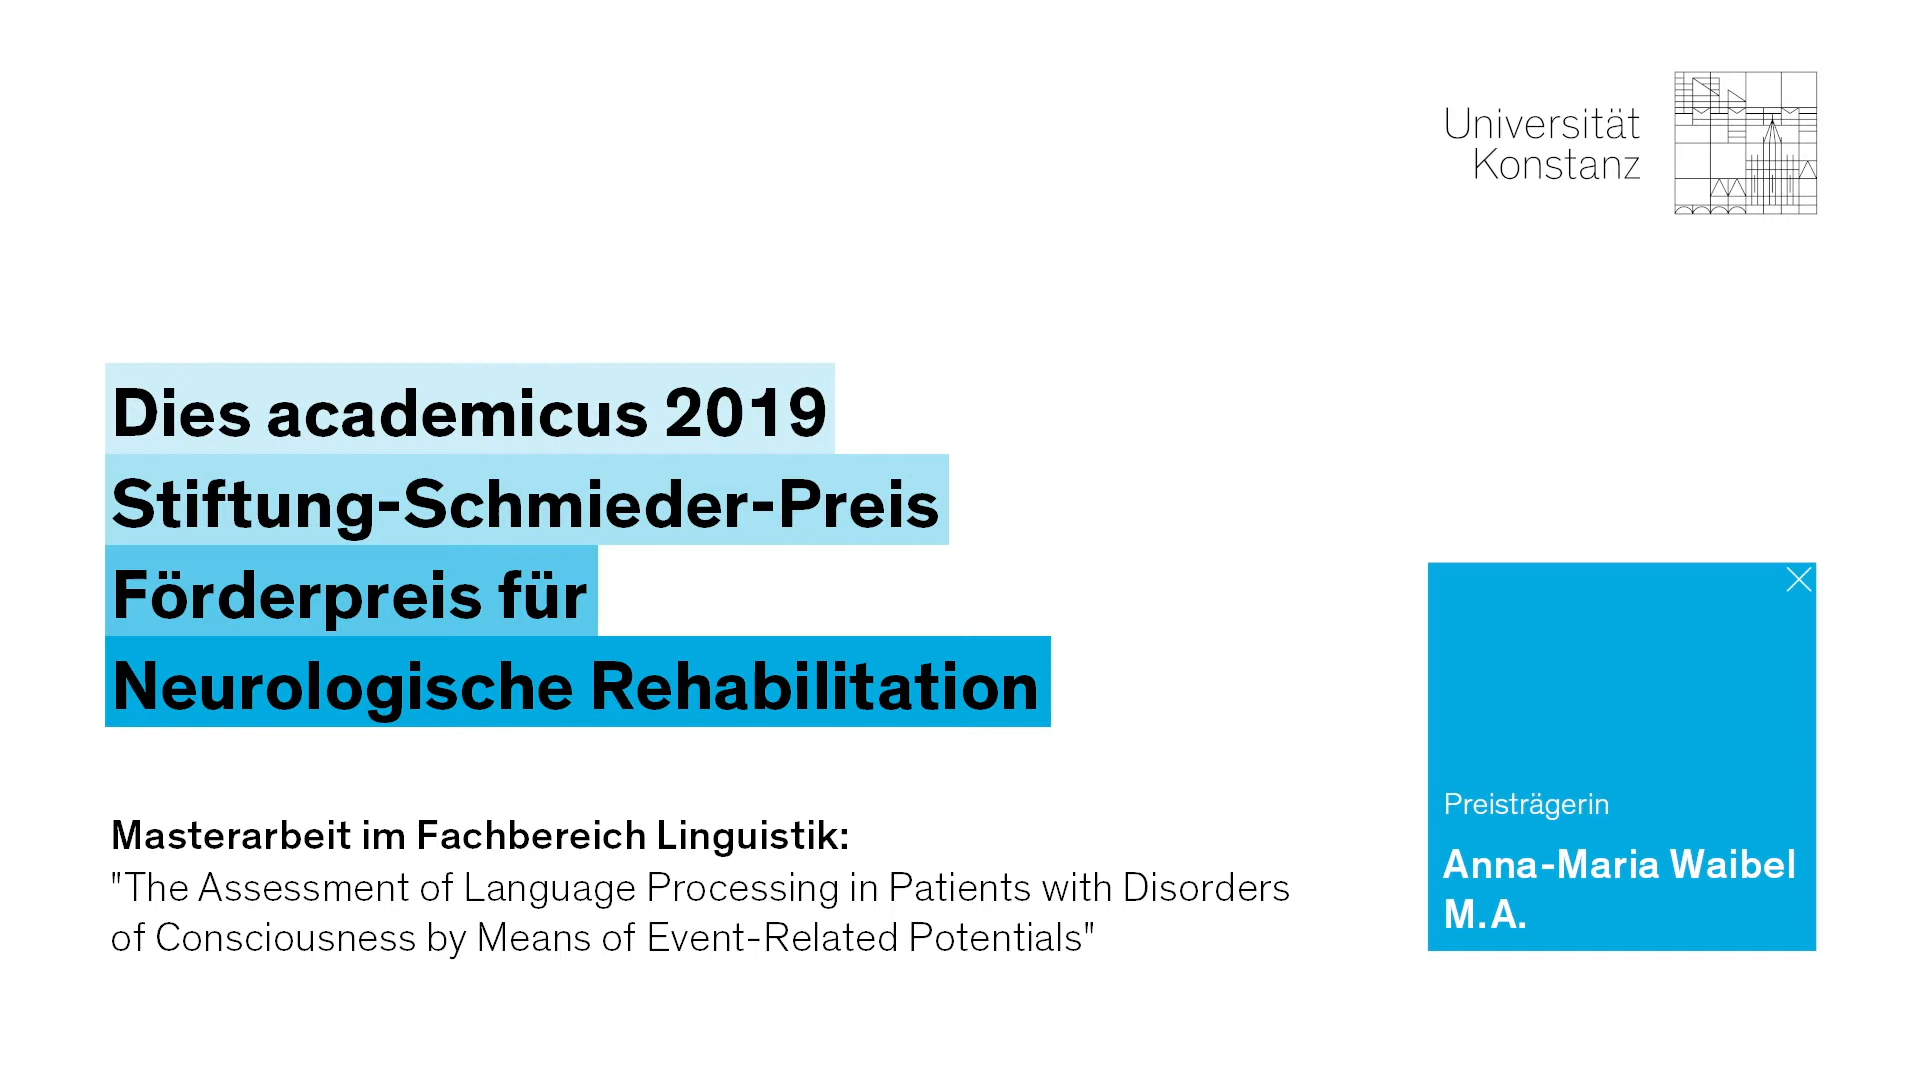 Universität
Konstanz
Dies academicus 2019
Stiftung-Schmieder-Preis
Förderpreis für
Neurologische Rehabilitation
Masterarbeit im Fachbereich Linguistik:
"The Assessment of Language Processing in Patients with Disorders
of Consciousness by Means of Event-Related Potentials"
Preisträgerin
Anna-Maria Waibel
M.A.